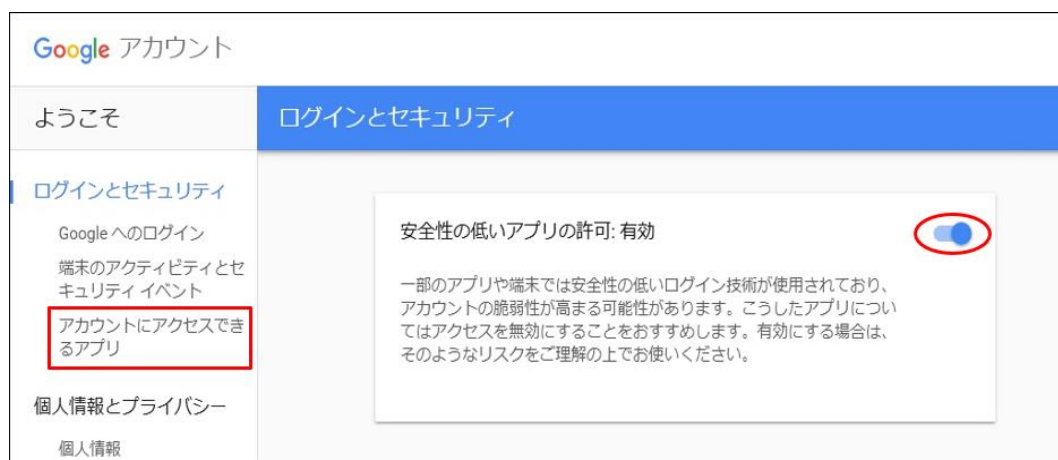 Google アカウント
ようこそ
ログインとセキュリティ
ログインとセキュリティ
Google へのログイン
端末のアクティビティとセ
キュリティ イベント
アカウントにアクセスでき
るアプリ
個人情報とプライバシー
個人情報
安全性の低いアプリの許可: 有効
一部のアプリや端末では安全性の低いログイン技術が使用されており、
アカウントの脆弱性が高まる可能性があります。こうしたアプリについ
てはアクセスを無効にすることをおすすめします。有効にする場合は、
そのようなリスクをご理解の上でお使いください。